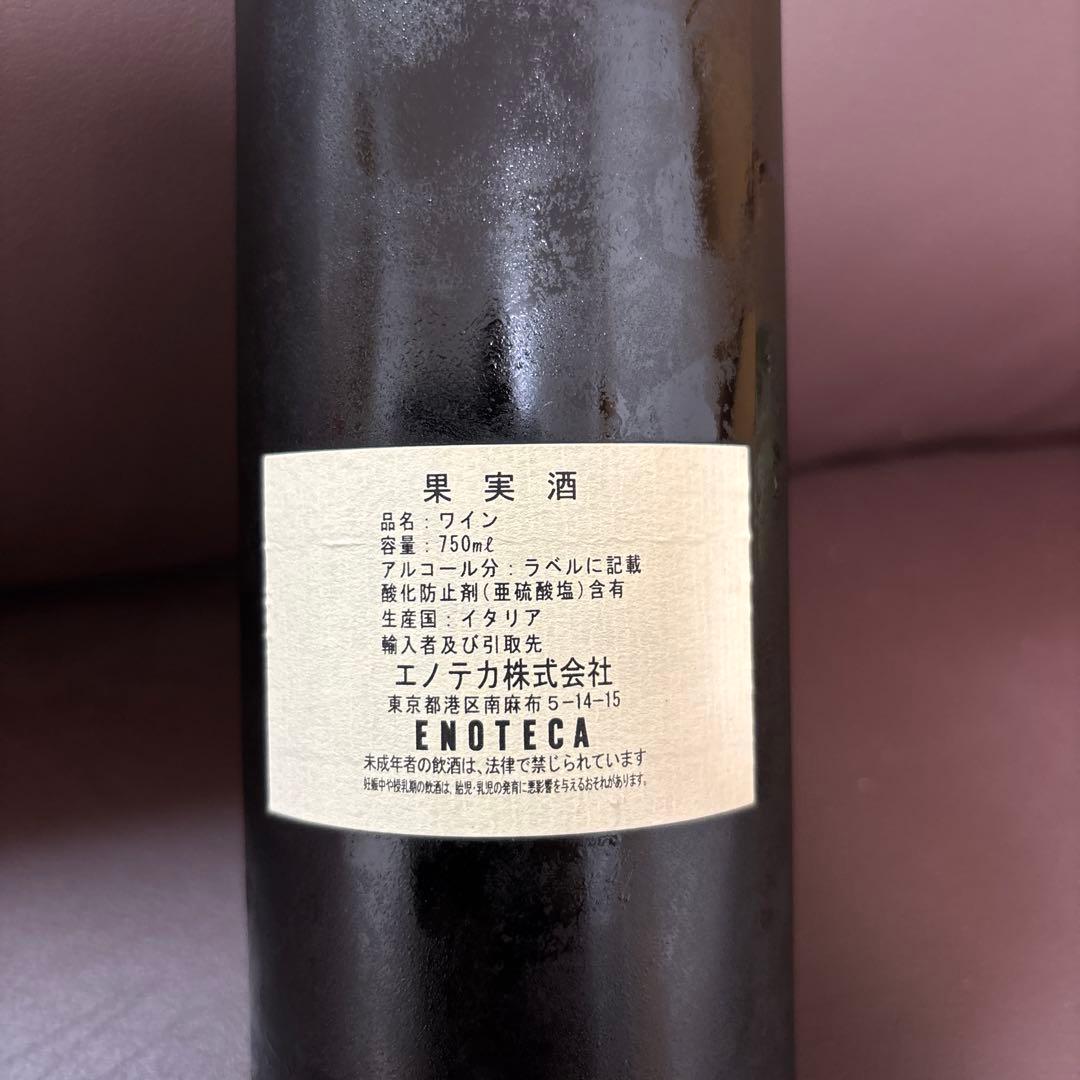 果実酒
品名：ワイン
容量：750mℓ
アルコール分：ラベルに記載
酸化防止剤(亜硫酸塩)含有
生産国：イタリア
輸入者及び引取先
エノテカ株式会社
東京都港区南麻布5-14-15
ENOTECA
未成年者の飲酒は、法律で禁じられています
妊娠中や授乳期の飲酒は、胎児・乳児の発育に悪影響を与えるおそれがあります。